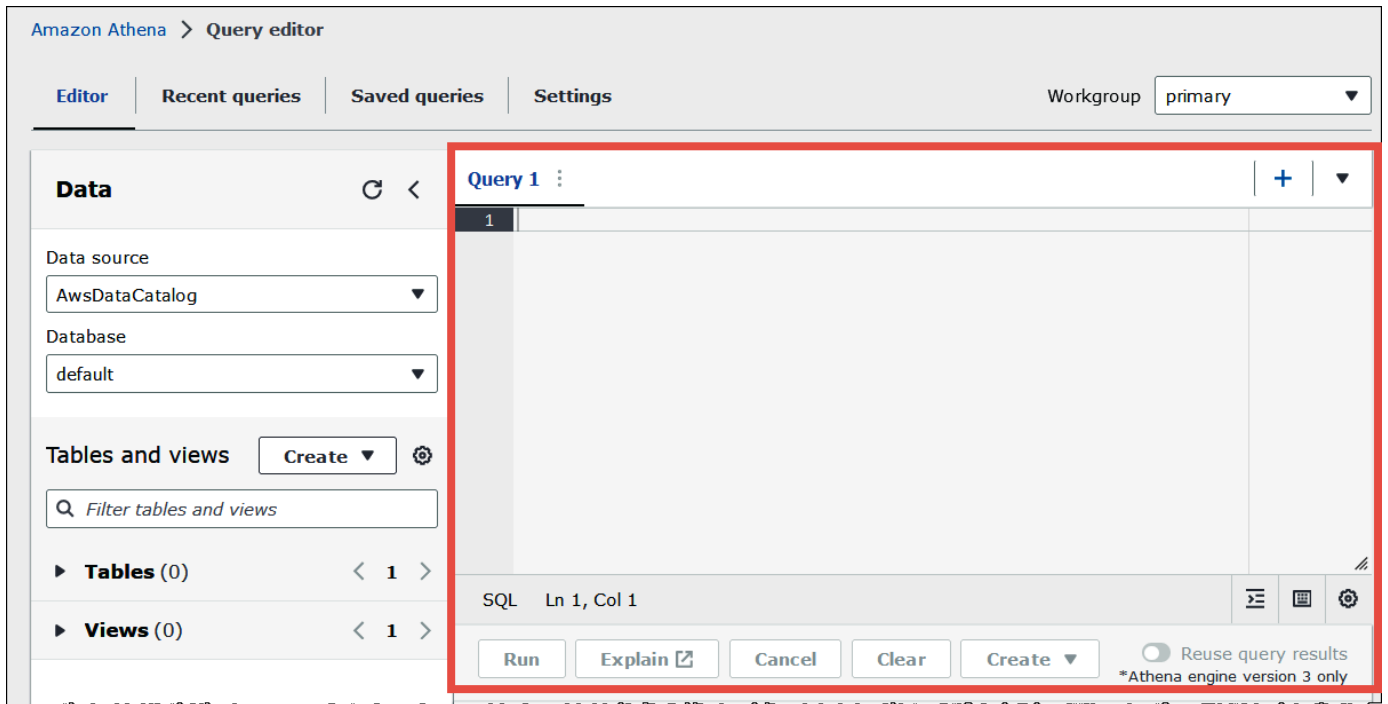 Amazon Athena > Query editor
Editor Recent queries Saved queries Settings Workgroup primary
Data
Data source
AwsDataCatalog
Database
default
Tables and views Create
Filter tables and views
Tables (0) < 1 >
Views (0) < 1 >
Query 1
1
SQL Ln 1, Col 1
Run Explain Cancel Clear Create Reuse query results
*Athena engine version 3 only